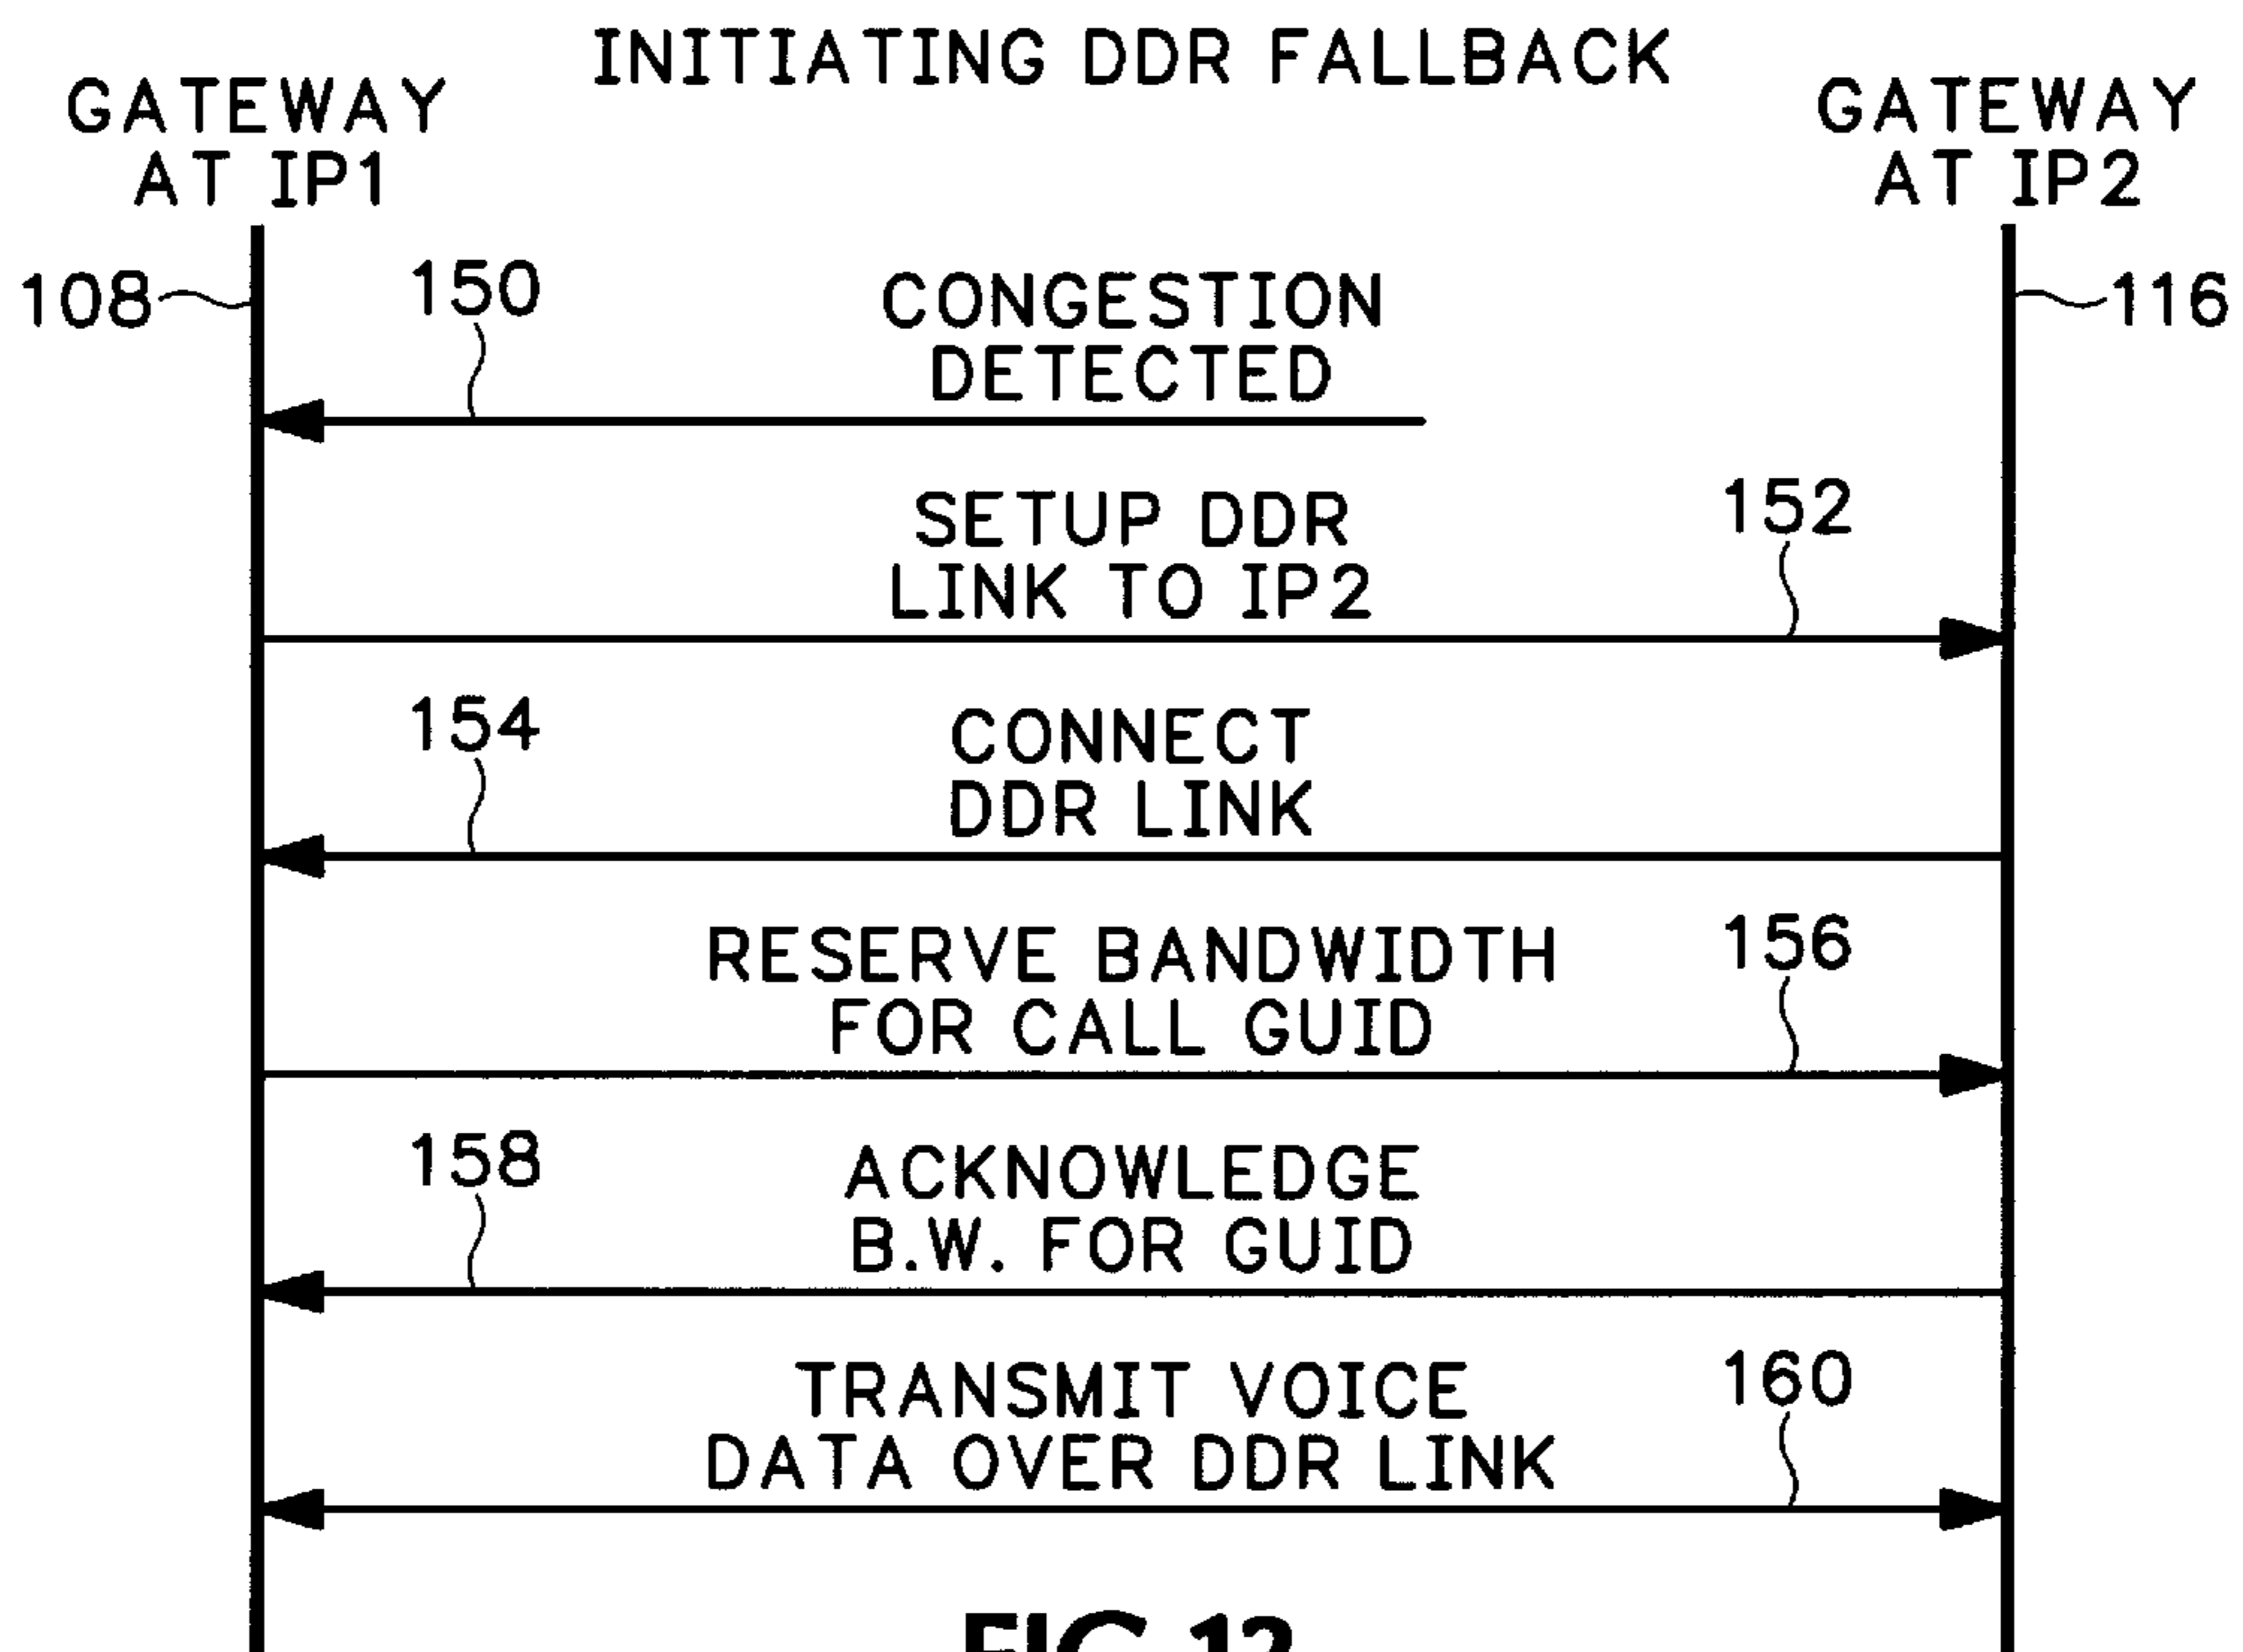 INITIATING DDR FALLBACK
GATEWAY
AT IP1
GATEWAY
AT IP2
108
116
150
CONGESTION
DETECTED
SETUP DDR
LINK TO IP2
152
154
CONNECT
DDR LINK
RESERVE BANDWIDTH
FOR CALL GUID
156
158
ACKNOWLEDGE
B.W. FOR GUID
TRANSMIT VOICE
DATA OVER DDR LINK
160
FIG.12